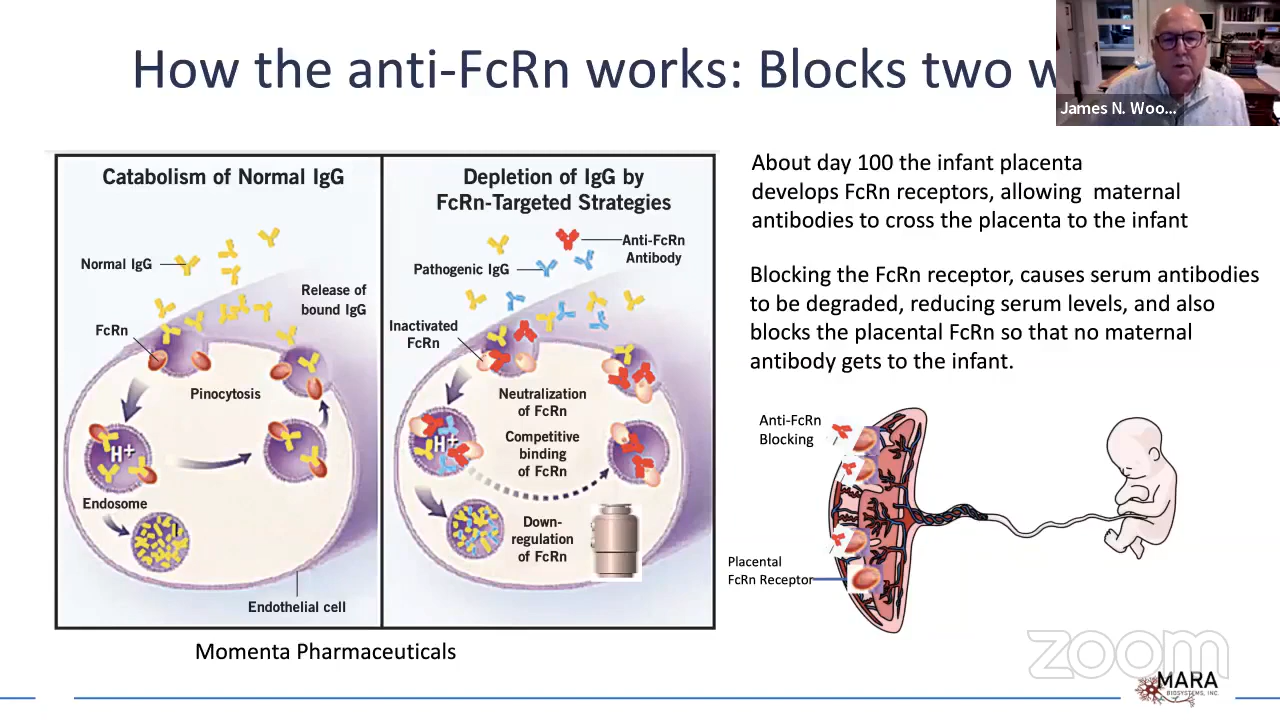 How the anti-FcRn works: Blocks two w
James N. Woo...
Catabolism of Normal IgG
Normal IgG
Release of
bound IgG
FcRn
Pinocytosis
H+
Endosome
Endothelial cell
Depletion of IgG by
FcRn-Targeted Strategies
Anti-FcRn
Antibody
Pathogenic IgG
Inactivated
FcRn
Neutralization
of FcRn
H+
Competitive
binding
of FcRn
Down-
regulation
of FcRn
Momenta Pharmaceuticals
About day 100 the infant placenta
develops FcRn receptors, allowing maternal
antibodies to cross the placenta to the infant
Blocking the FcRn receptor, causes serum antibodies
to be degraded, reducing serum levels, and also
blocks the placental FcRn so that no maternal
antibody gets to the infant.
Anti-FcRn
Blocking
Placental
FcRn Receptor
zoom
MARA
BIOSYSTEMS, INC.